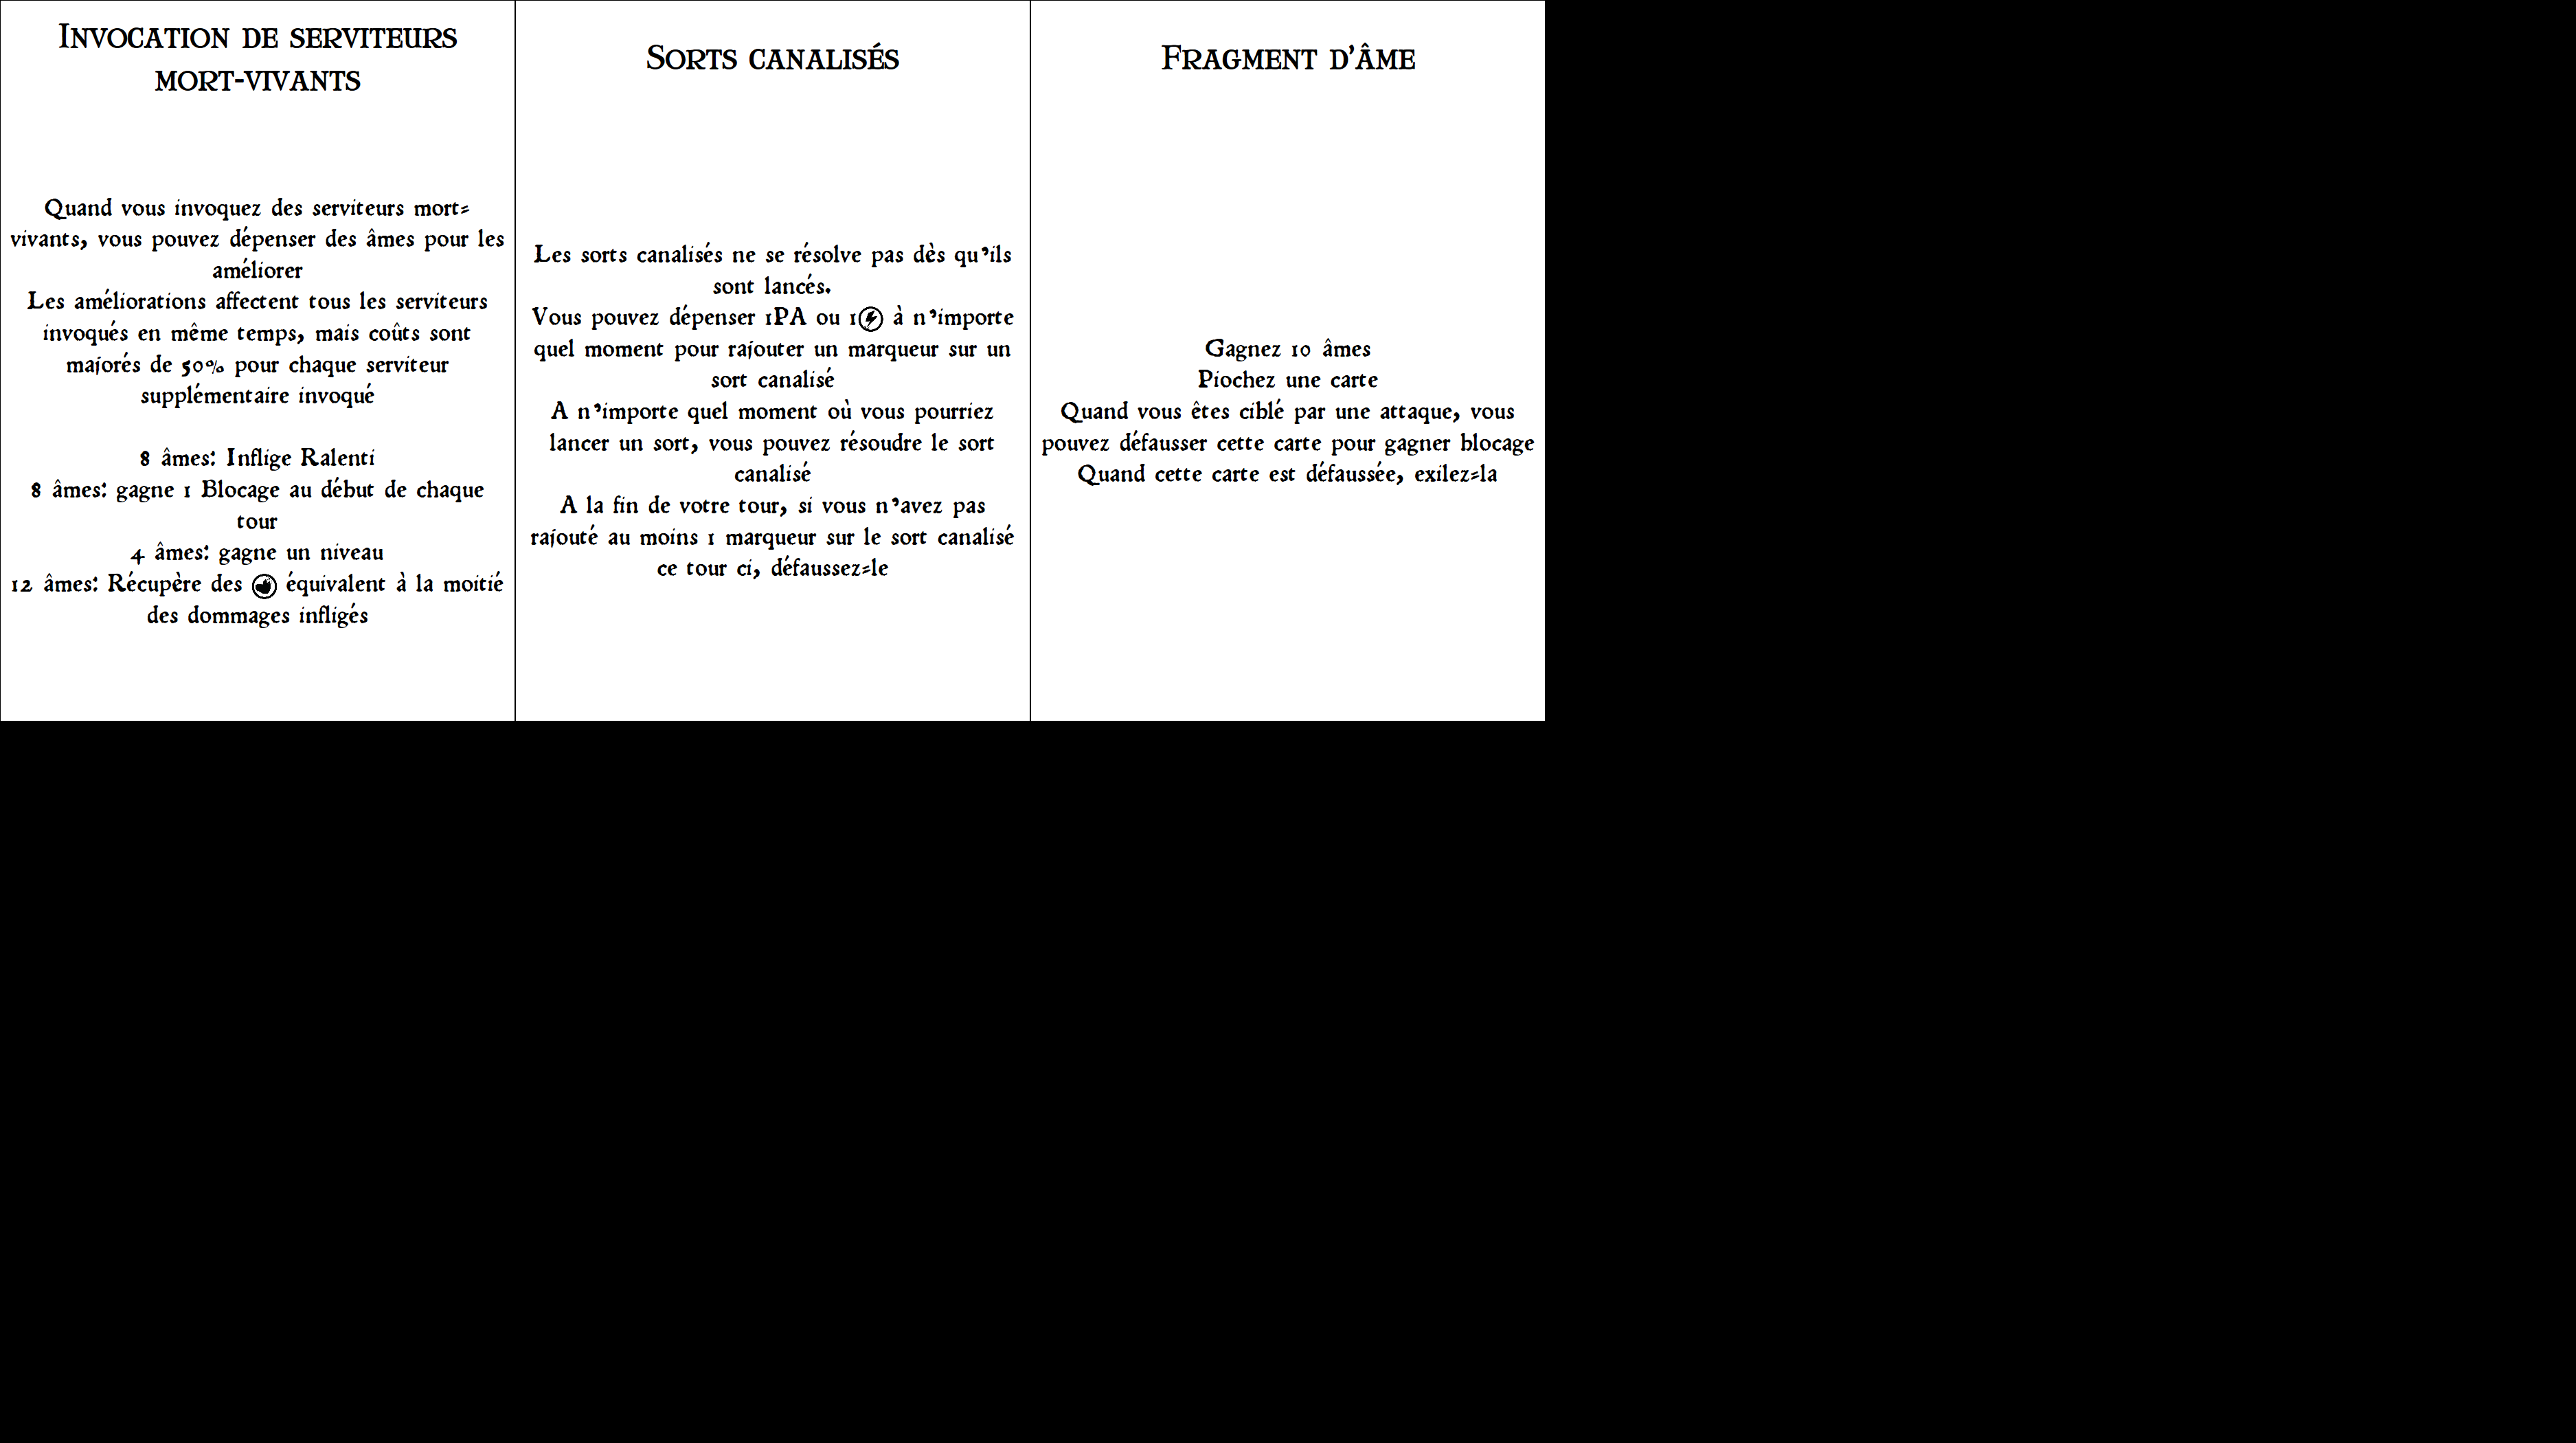 Invocation de serviteurs
mort-vivants
Quand vous invoquez des serviteurs mort-
vivants, vous pouvez dépenser des âmes pour les
améliorer
Les améliorations affectent tous les serviteurs
invoqués en même temps, mais coûts sont
majorés de 50% pour chaque serviteur
supplémentaire invoqué
8 âmes: Inflige Ralenti
8 âmes: gagne 1 Blocage au début de chaque
tour
4 âmes: gagne un niveau
12 âmes: Récupère des équivalent à la moitié
des dommages infligés
Sorts canalisés
Les sorts canalisés ne se résolve pas dès qu'ils
sont lancés.
Vous pouvez dépenser 1PA ou 1 à n'importe
quel moment pour rajouter un marqueur sur un
sort canalisé
A n'importe quel moment où vous pourriez
lancer un sort, vous pouvez résoudre le sort
canalisé
A la fin de votre tour, si vous n'avez pas
rajouté au moins 1 marqueur sur le sort canalisé
ce tour ci, défaussez-le
Fragment d'âme
Gagnez 10 âmes
Piochez une carte
Quand vous êtes ciblé par une attaque, vous
pouvez défausser cette carte pour gagner blocage
Quand cette carte est défaussée, exilez-la